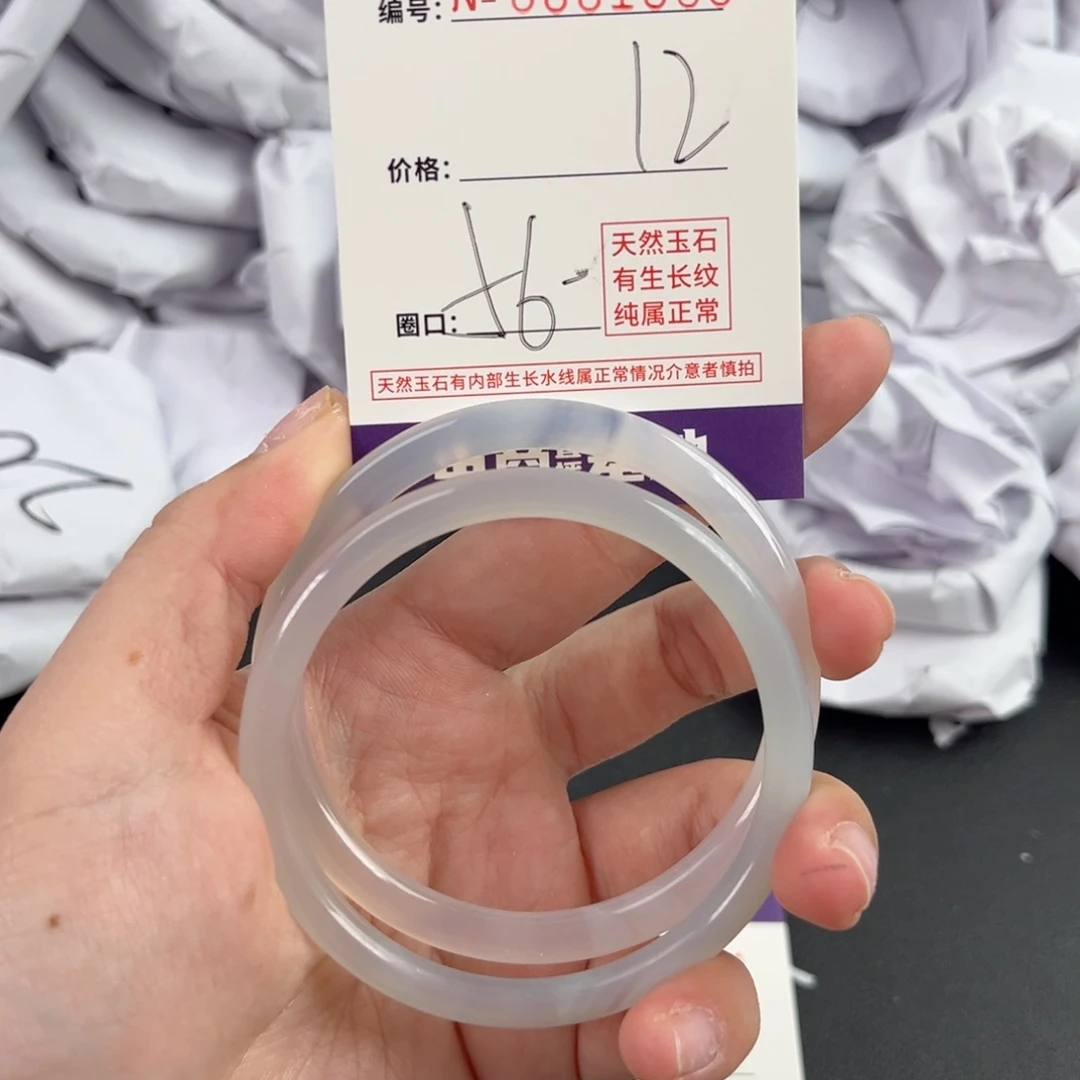 编号:
价格: 12
圈口: 56
天然玉石
有生长纹
纯属正常
天然玉石有内部生长水线属正常情况介意者慎拍